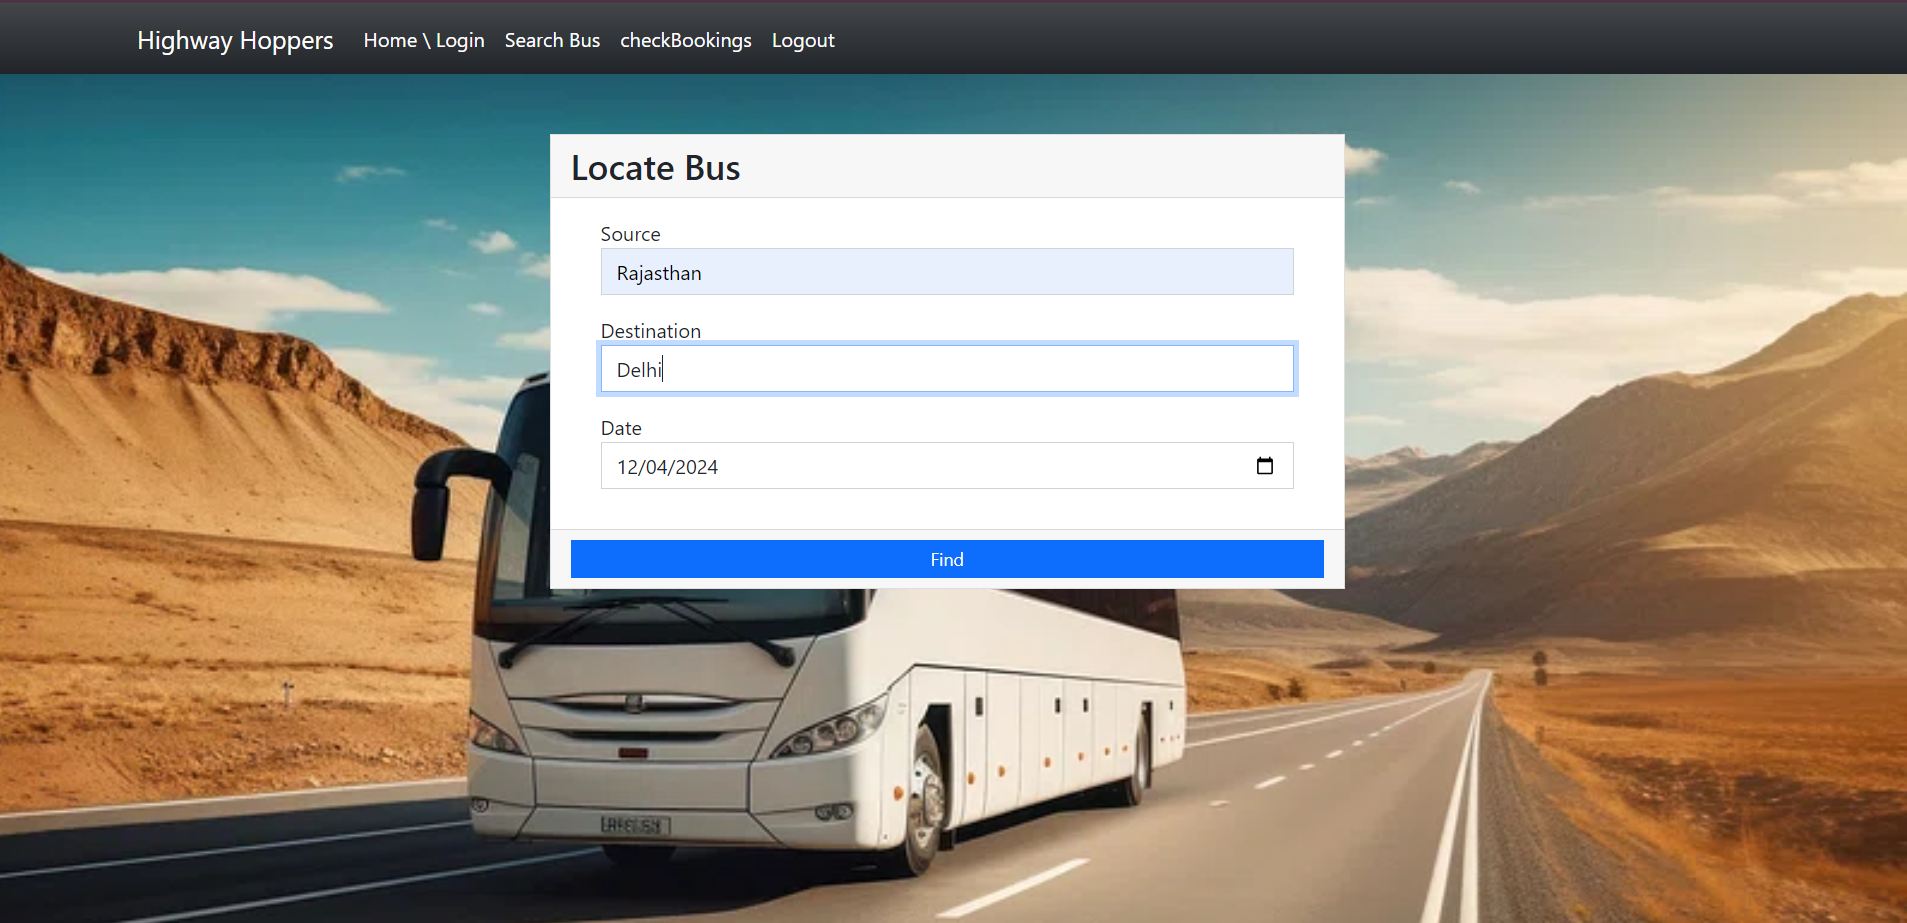 Highway Hoppers Home \ Login Search Bus checkBookings Logout
Locate Bus
Source
Rajasthan
Destination
Delhi
Date
12/04/2024
Find